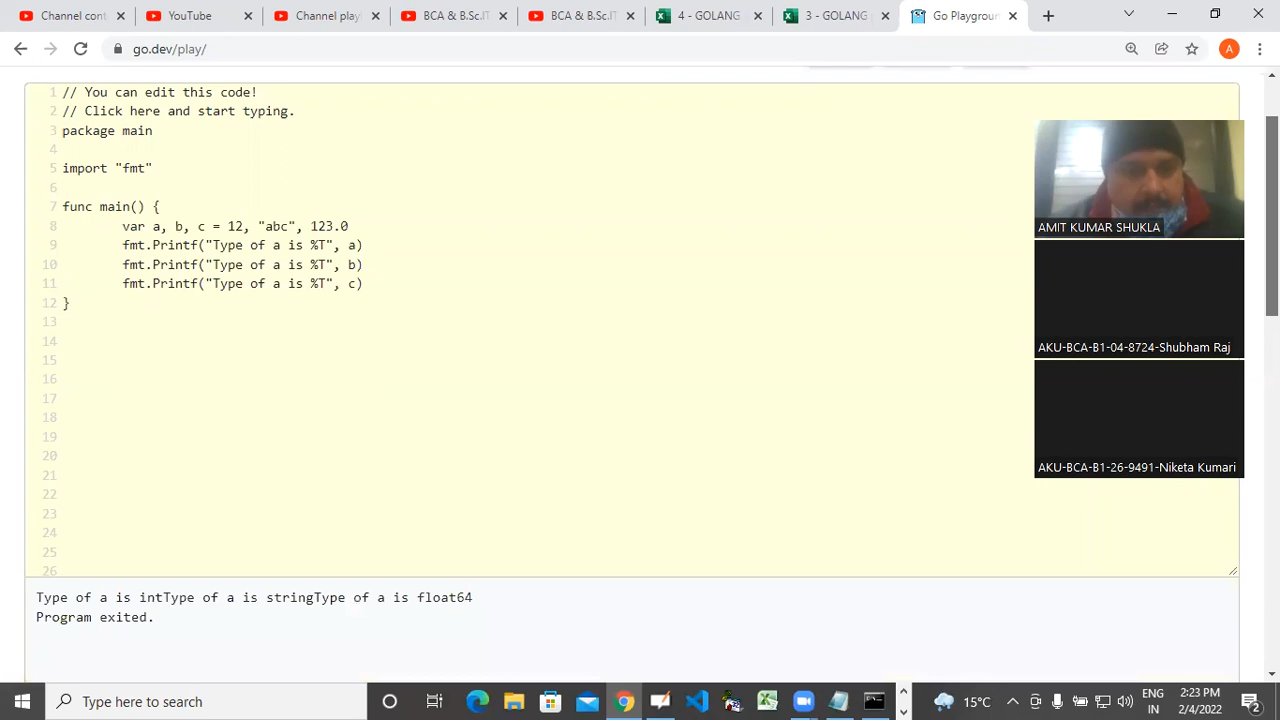 Channel conte
YouTube
Channel play
BCA & B.Sc.IT
BCA & B.Sc.IT
4 - GOLANG
3 - GOLANG p
Go Playgroun
go.dev/play/
A
1 // You can edit this code!
2 // Click here and start typing.
3 package main
4
5 import "fmt"
6
7 func main() {
8 var a, b, c = 12, "abc", 123.0
9 fmt.Printf("Type of a is %T", a)
10 fmt.Printf("Type of a is %T", b)
11 fmt.Printf("Type of a is %T", c)
12 }
13
14
15
16
17
18
19
20
21
22
23
24
25
26
AMIT KUMAR SHUKLA
AKU-BCA-B1-04-8724-Shubham Raj
AKU-BCA-B1-26-9491-Niketa Kumari
Type of a is intType of a is stringType of a is float64
Program exited.
Type here to search
15°C
ENG
IN
2:23 PM
2/4/2022
2